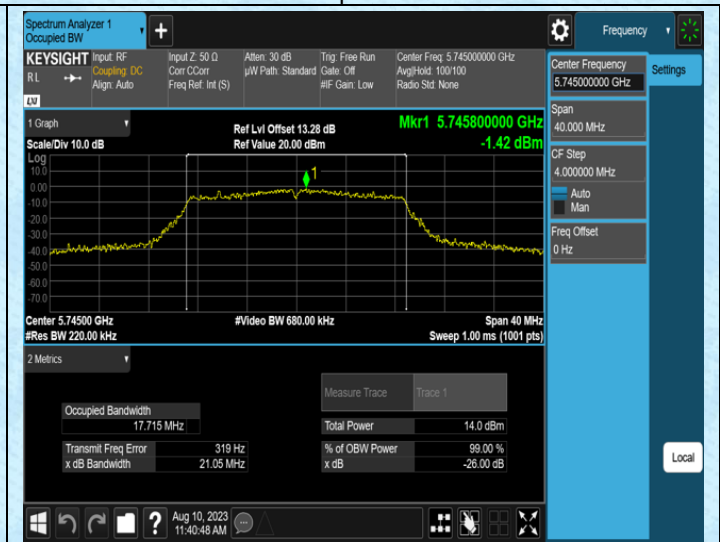 Spectrum Analyzer 1
Occupied BW
+
Frequency
KEYSIGHT
RL
LXI
Input: RF
Coupling: DC
Align: Auto
Input Z: 50 Ω
Corr CCorr
Freq Ref: Int (S)
Atten: 30 dB
µW Path: Standard
Trig: Free Run
Gate: Off
#IF Gain: Low
Center Freq: 5.745000000 GHz
Avg|Hold: 100/100
Radio Std: None
Center Frequency
5.745000000 GHz
Settings
Span
40.000 MHz
CF Step
4.000000 MHz
Auto
Man
Freq Offset
0 Hz
1 Graph
Scale/Div 10.0 dB
Ref Lvl Offset 13.28 dB
Ref Value 20.00 dBm
Mkr1 5.745800000 GHz
-1.42 dBm
Log
10.0
0.00
-10.0
-20.0
-30.0
-40.0
-50.0
-60.0
-70.0
1
Center 5.74500 GHz
#Video BW 680.00 kHz
Span 40 MHz
#Res BW 220.00 kHz
Sweep 1.00 ms (1001 pts)
2 Metrics
Measure Trace
Trace 1
Occupied Bandwidth
17.715 MHz
Total Power
14.0 dBm
Transmit Freq Error
319 Hz
% of OBW Power
99.00 %
x dB Bandwidth
21.05 MHz
x dB
-26.00 dB
Local
?
Aug 10, 2023
11:40:48 AM